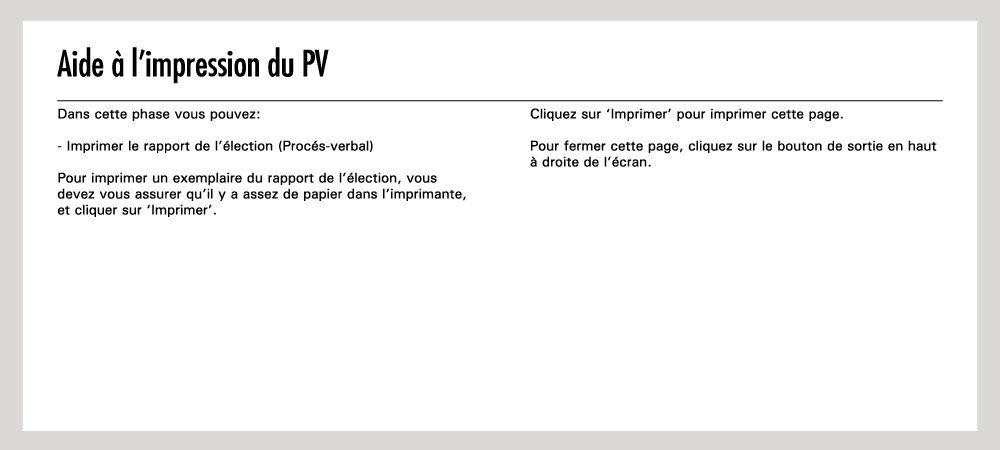 Aide à l’impression du PV
Dans cette phase vous pouvez:
- Imprimer le rapport de l’élection (Procés-verbal)
Pour imprimer un exemplaire du rapport de l’élection, vous
devez vous assurer qu’il y a assez de papier dans l’imprimante,
et cliquer sur ‘Imprimer’.
Cliquez sur ‘Imprimer’ pour imprimer cette page.
Pour fermer cette page, cliquez sur le bouton de sortie en haut
à droite de l’écran.